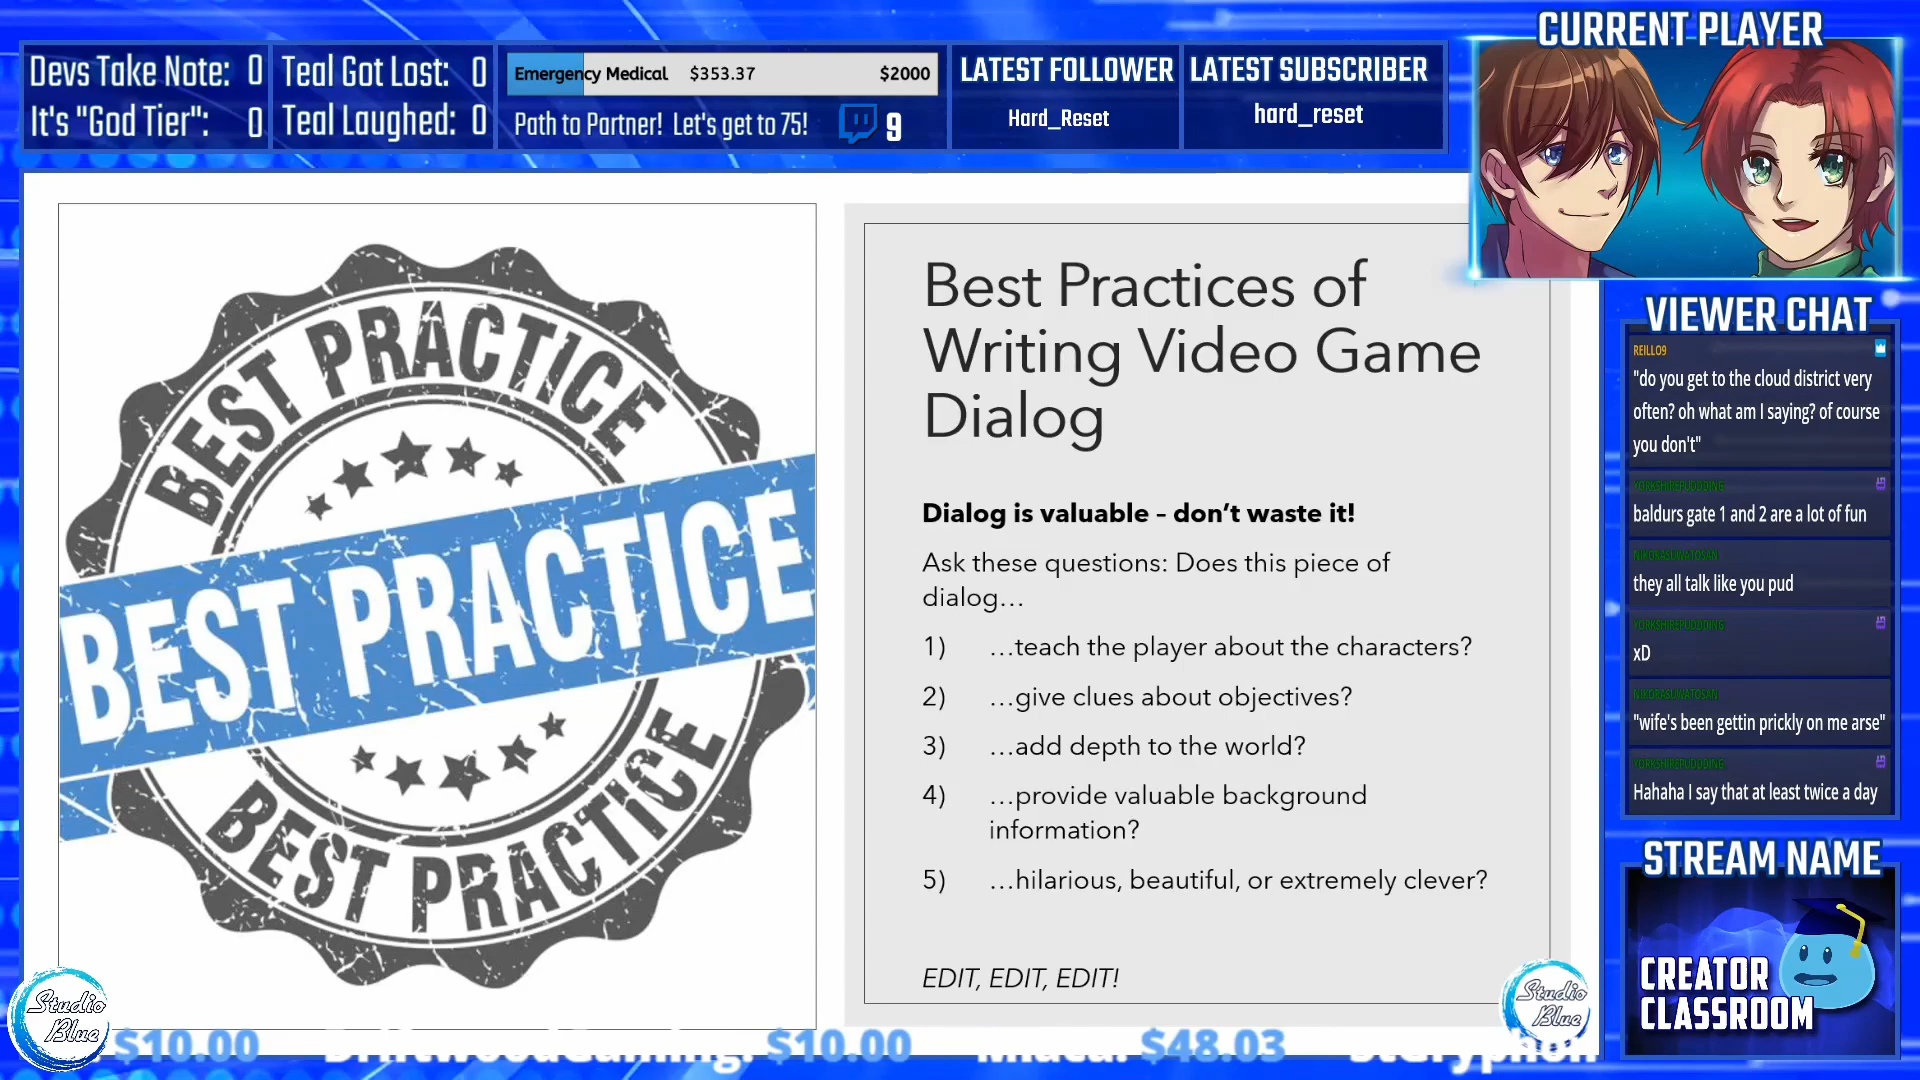 Devs Take Note: 0
It's "God Tier": 0
Teal Got Lost: 0
Teal Laughed: 0
Emergency Medical $353.37 $2000
Path to Partner! Let's get to 75! 9
LATEST FOLLOWER
Hard_Reset
LATEST SUBSCRIBER
hard_reset
CURRENT PLAYER
BEST PRACTICE
BEST PRACTICE
BEST PRACTICE
Best Practices of
Writing Video Game
Dialog
Dialog is valuable – don’t waste it!
Ask these questions: Does this piece of
dialog…
1) …teach the player about the characters?
2) …give clues about objectives?
3) …add depth to the world?
4) …provide valuable background
information?
5) …hilarious, beautiful, or extremely clever?
EDIT, EDIT, EDIT!
VIEWER CHAT
REILLO9
"do you get to the cloud district very
often? oh what am I saying? of course
you don't"
YORKSHIREPUDUDING
baldurs gate 1 and 2 are a lot of fun
they all talk like you pud
YORKSHIREPUDUDING
xD
"wife's been gettin prickly on me arse"
YORKSHIREPUDUDING
Hahaha I say that at least twice a day
STREAM NAME
CREATOR
CLASSROOM
Studio
Blue
Studio
Blue
$10.00 DriftwoodGaming: $10.00 $48.03